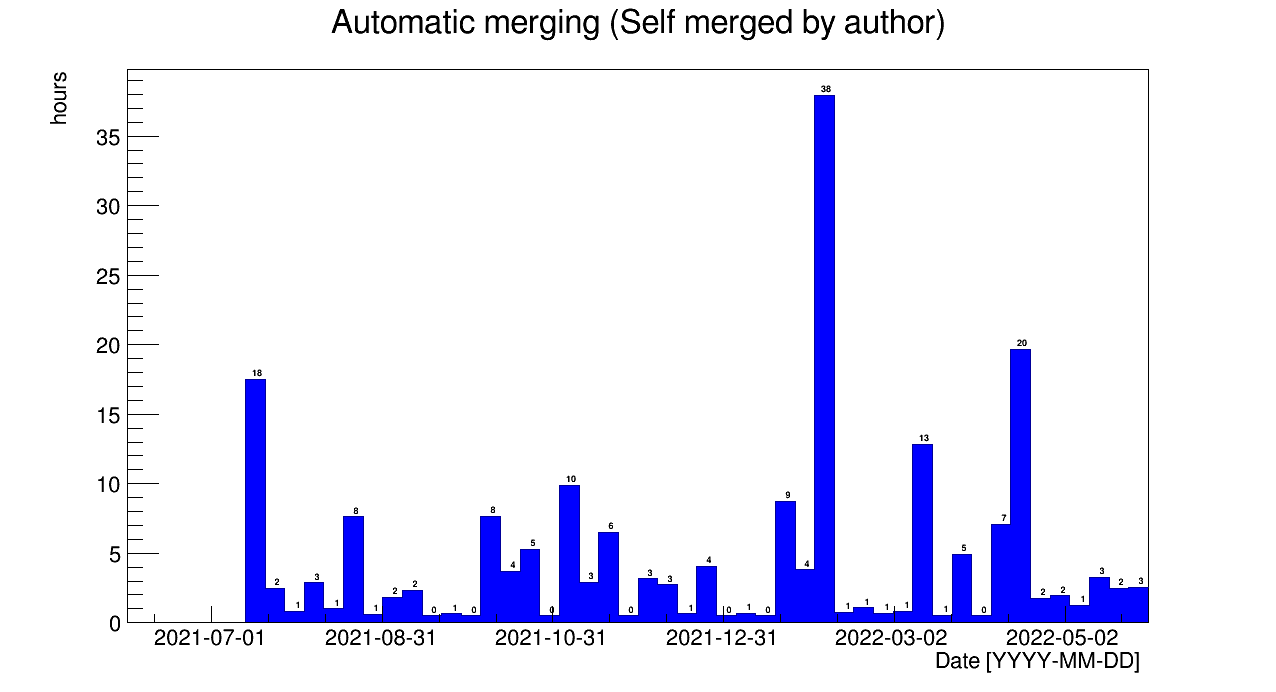 Automatic merging (Self merged by author)
hours
35
30
25
20
15
10
5
0
18 2 1 3 1 8 1 2 2 0 1 0 8 4 5 0 10 3 6 0 3 3 1 4 0 1 0 9 4 38 1 1 1 1 13 1 5 0 7 20 2 2 1 3 2 3
2021-07-01 2021-08-31 2021-10-31 2021-12-31 2022-03-02 2022-05-02
Date [YYYY-MM-DD]